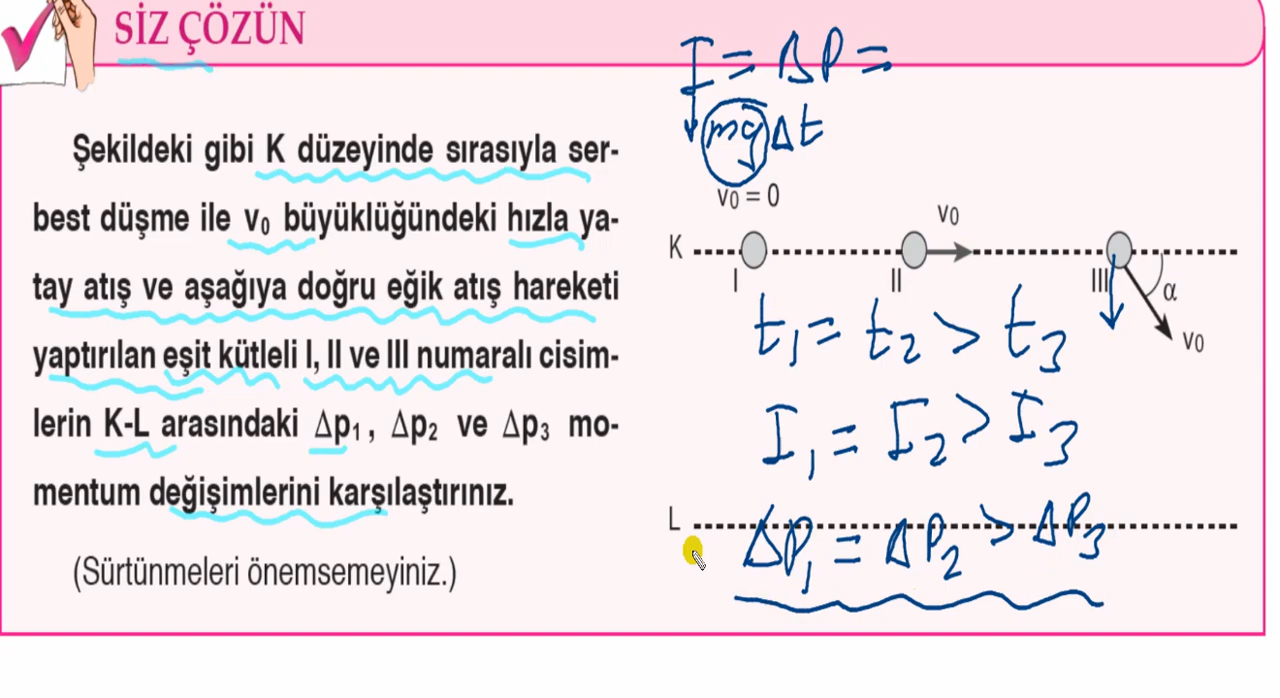 SİZ ÇÖZÜN
Şekildeki gibi K düzeyinde sırasıyla ser-
best düşme ile v₀ büyüklüğündeki hızla ya-
tay atış ve aşağıya doğru eğik atış hareketi
yaptırılan eşit kütleli I, II ve III numaralı cisim-
lerin K-L arasındaki Δp₁, Δp₂ ve Δp₃ mo-
mentum değişimlerini karşılaştırınız.
(Sürtünmeleri önemsemeyiniz.)
I = ΔP =
mg Δt
v₀ = 0
v₀
K
I
II
III
α
v₀
t₁ = t₂ > t₃
I₁ = I₂ > I₃
L
ΔP₁ = ΔP₂ > ΔP₃